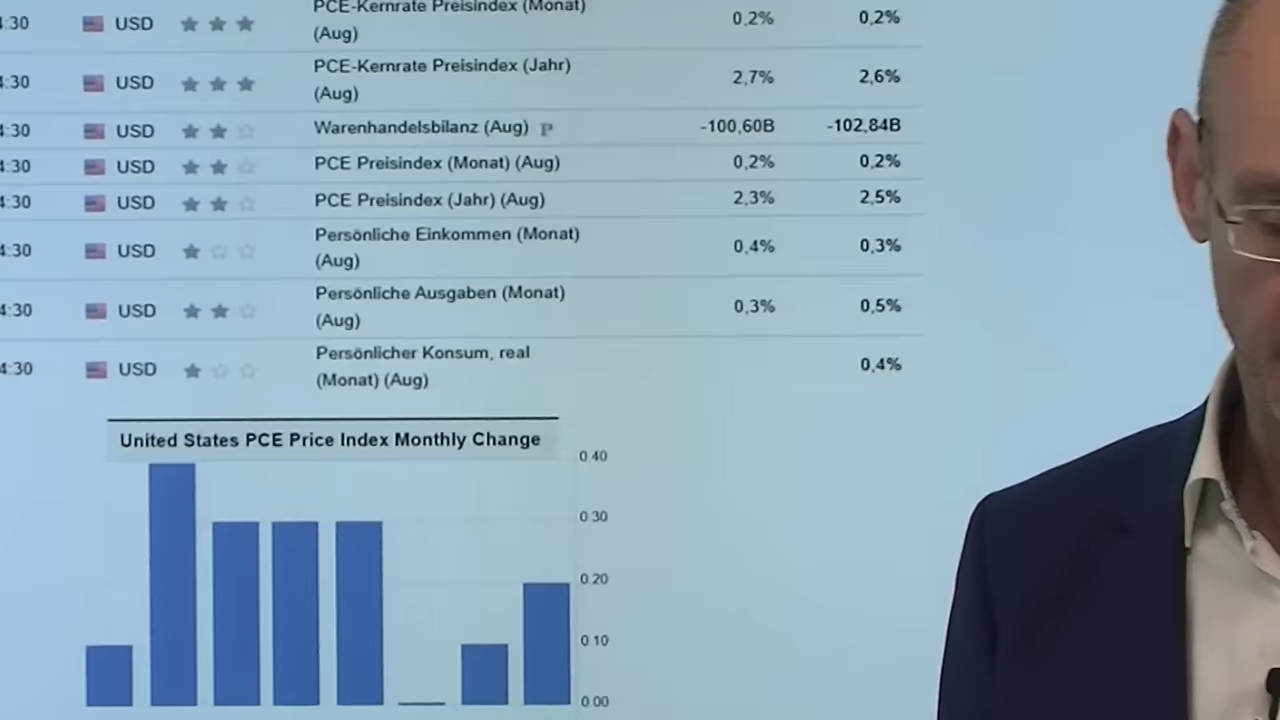 4:30 USD PCE-Kernrate Preisindex (Monat) 0,2% 0,2%
(Aug)
4:30 USD PCE-Kernrate Preisindex (Jahr) 2,7% 2,6%
(Aug)
4:30 USD Warenhandelsbilanz (Aug) P -100,60B -102,84B
4:30 USD PCE Preisindex (Monat) (Aug) 0,2% 0,2%
4:30 USD PCE Preisindex (Jahr) (Aug) 2,3% 2,5%
4:30 USD Persönliche Einkommen (Monat) 0,4% 0,3%
(Aug)
4:30 USD Persönliche Ausgaben (Monat) 0,3% 0,5%
(Aug)
4:30 USD Persönlicher Konsum, real 0,4%
(Monat) (Aug)
United States PCE Price Index Monthly Change
0.40
0.30
0.20
0.10
0.00